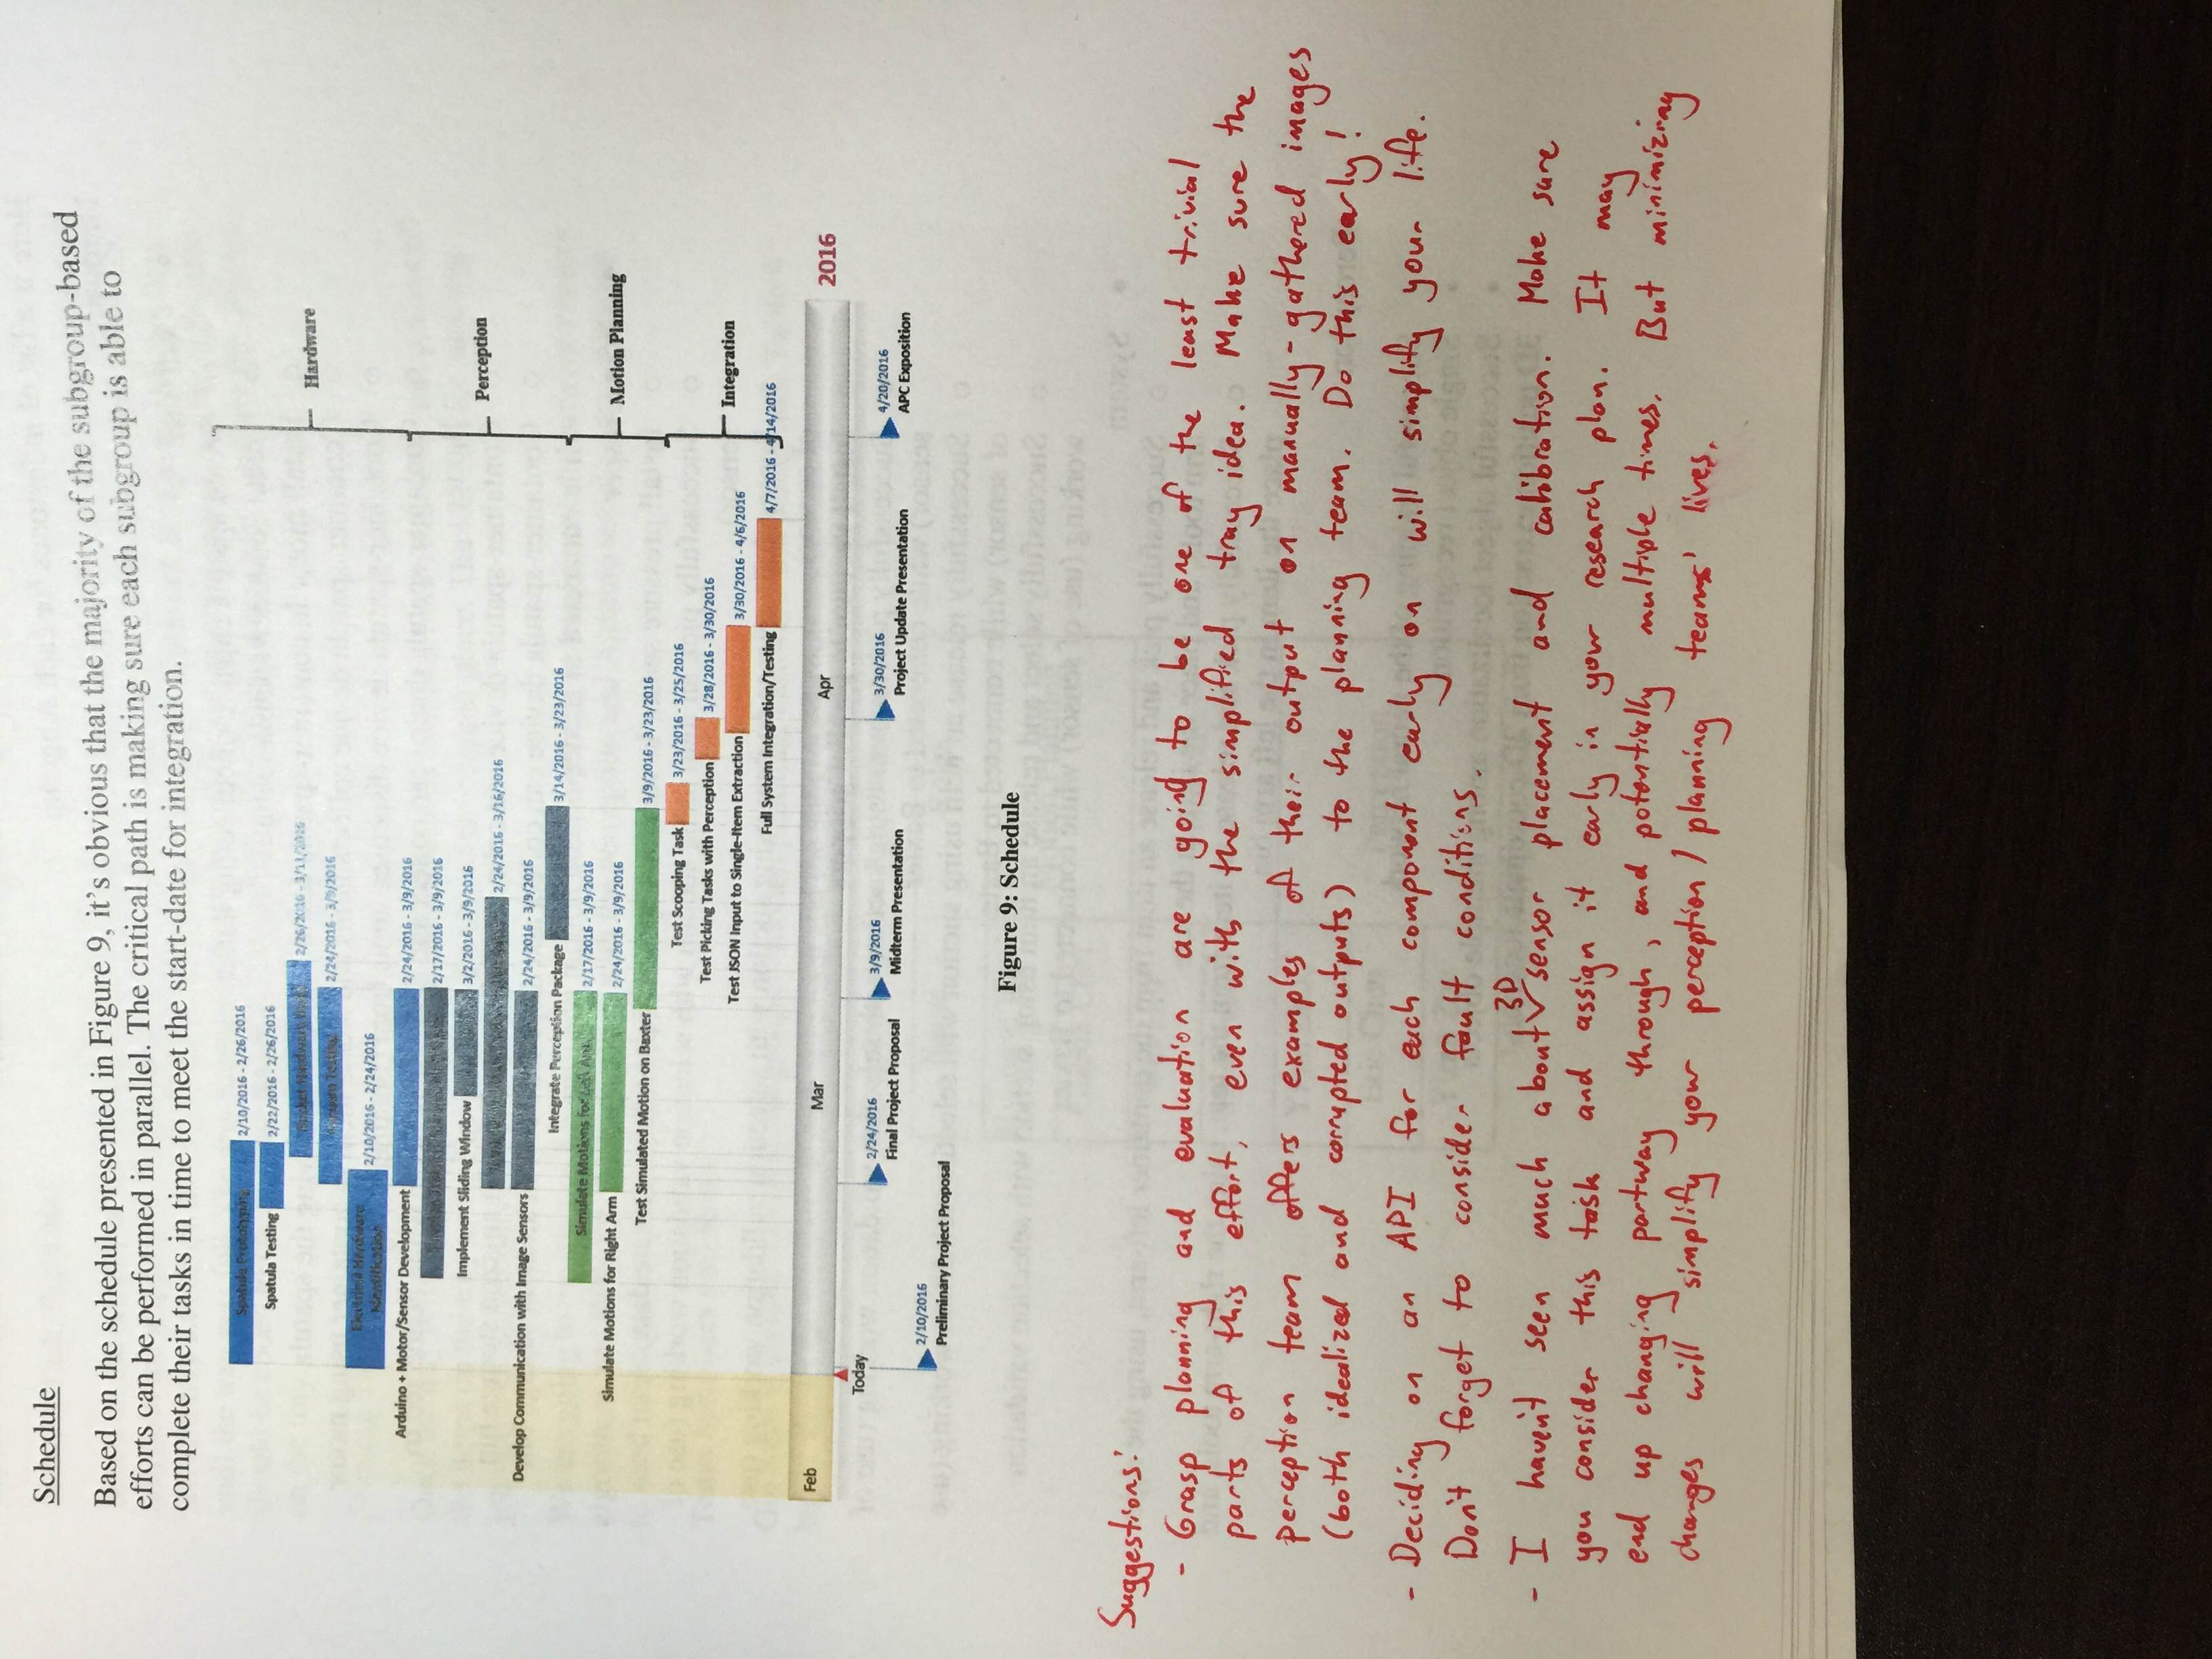 Schedule
Based on the schedule presented in Figure 9, it's obvious that the majority of the subgroup-based
efforts can be performed in parallel. The critical path is making sure each subgroup is able to
complete their tasks in time to meet the start-date for integration.
Spatula Prototyping 2/10/2016 - 2/26/2016
Spatula Testing 2/22/2016 - 2/26/2016
Hardware 2/26/2016 - 3/11/2016
Hardware
Testing 2/24/2016 - 3/9/2016
Electrical Hardware
Identification 2/10/2016 - 2/24/2016
Arduino + Motor/Sensor Development 2/24/2016 - 3/9/2016
2/17/2016 - 3/9/2016
Implement Sliding Window 3/2/2016 - 3/9/2016
Perception
2/24/2016 - 3/16/2016
Develop Communication with Image Sensors 2/24/2016 - 3/9/2016
Integrate Perception Package 3/14/2016 - 3/23/2016
Simulate Motions for Left Arm 2/17/2016 - 3/9/2016
Simulate Motions for Right Arm 2/24/2016 - 3/9/2016
Motion Planning
Test Simulated Motion on Baxter 3/9/2016 - 3/23/2016
Test Scooping Task 3/23/2016 - 3/25/2016
Test Picking Tasks with Perception 3/28/2016 - 3/30/2016
Integration
Test JSON Input to Single-Item Extraction 3/30/2016 - 4/6/2016
Full System Integration/Testing 4/7/2016 - 4/14/2016
Feb Mar Apr 2016
Today
2/24/2016
Final Project Proposal
3/9/2016
Midterm Presentation
3/30/2016
Project Update Presentation
4/20/2016
APC Exposition
2/10/2016
Preliminary Project Proposal
Figure 9: Schedule
Suggestions:
- Grasp planning and evaluation are going to be one of the least trivial
parts of this effort, even with the simplified tray idea. Make sure the
perception team offers examples of their output on manually-gathered images
(both idealized and corrupted outputs) to the planning team. Do this early!
- Deciding on an API for each component early on will simplify your life.
Don't forget to consider fault conditions.
- I haven't seen much about 3D sensor placement and calibration. Make sure
you consider this task and assign it early in your research plan. It may
end up changing partway through, and potentially multiple times. But minimizing
changes will simplify your perception / planning teams' lives.